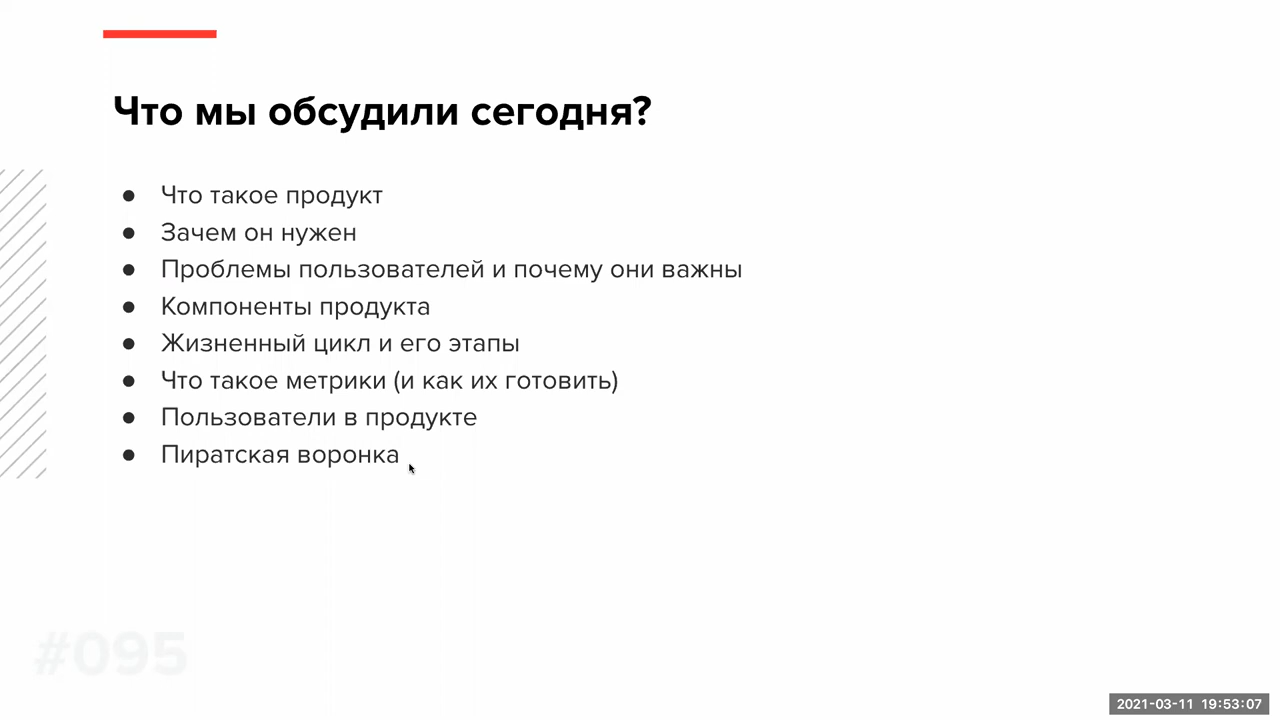 Что мы обсудили сегодня?
● Что такое продукт
● Зачем он нужен
● Проблемы пользователей и почему они важны
● Компоненты продукта
● Жизненный цикл и его этапы
● Что такое метрики (и как их готовить)
● Пользователи в продукте
● Пиратская воронка
#095
2021-03-11 19:53:07